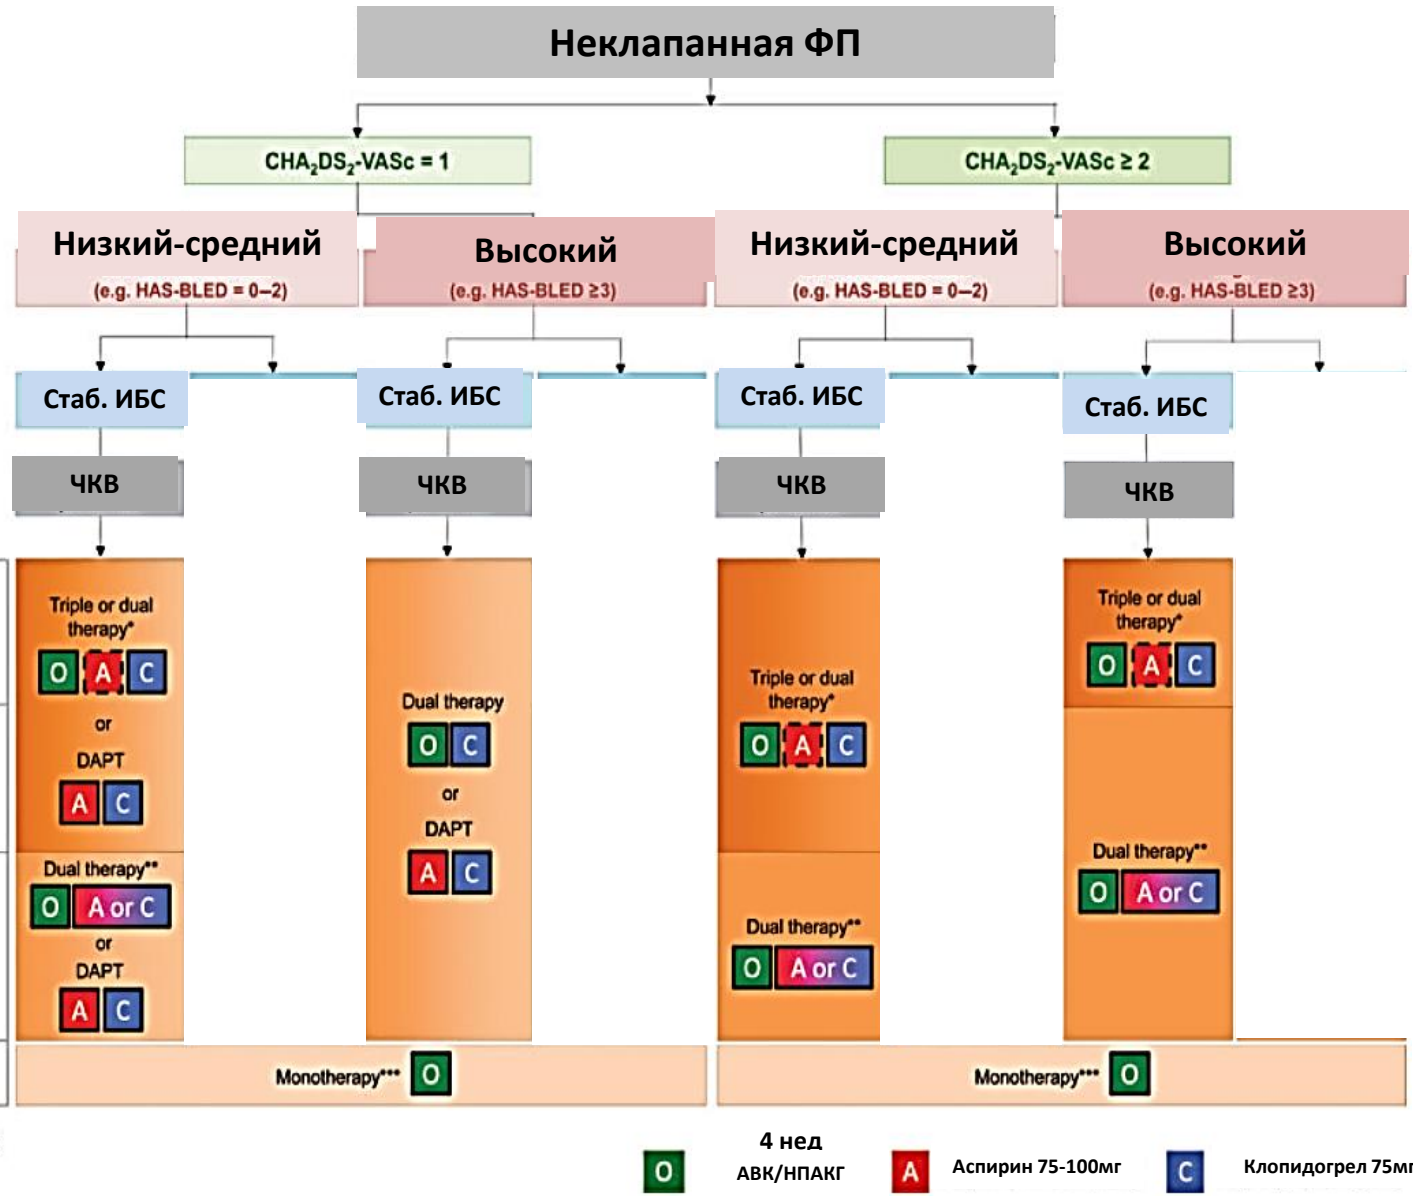 Неклапанная ФП
CHA₂DS₂-VASc = 1
CHA₂DS₂-VASc ≥ 2
Низкий-средний
(e.g. HAS-BLED = 0–2)
Высокий
(e.g. HAS-BLED ≥3)
Низкий-средний
(e.g. HAS-BLED = 0–2)
Высокий
(e.g. HAS-BLED ≥3)
Стаб. ИБС
Стаб. ИБС
Стаб. ИБС
Стаб. ИБС
ЧКВ
ЧКВ
ЧКВ
ЧКВ
Triple or dual
therapy*
O A C
or
DAPT
A C
Dual therapy**
O A or C
or
DAPT
A C
Dual therapy
O C
or
DAPT
A C
Triple or dual
therapy*
O A C
Dual therapy**
O A or C
Triple or dual
therapy*
O A C
Dual therapy**
O A or C
Monotherapy*** O
Monotherapy*** O
4 нед
O АВК/НПАКГ
A Аспирин 75-100мг
C Клопидогрел 75мг